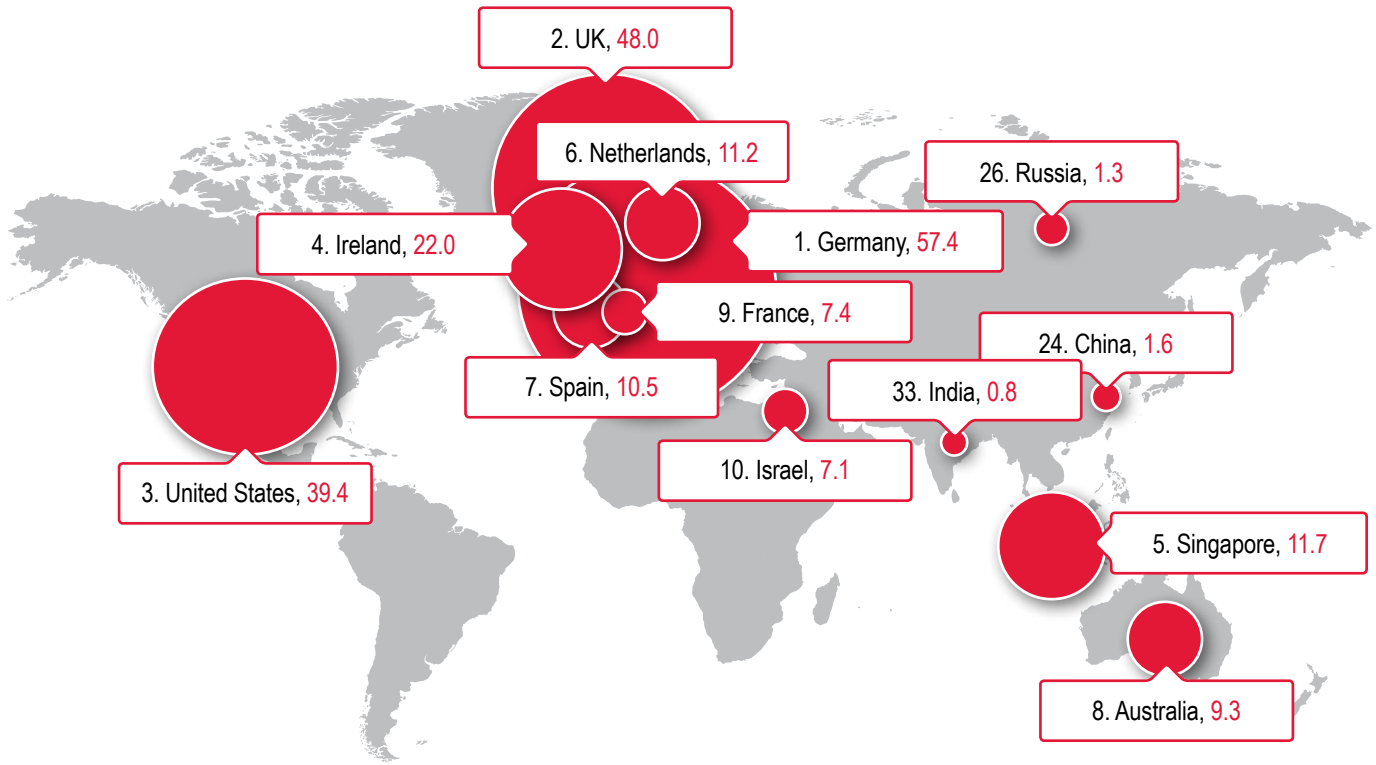 2. UK, 48.0
6. Netherlands, 11.2
26. Russia, 1.3
4. Ireland, 22.0
1. Germany, 57.4
9. France, 7.4
24. China, 1.6
7. Spain, 10.5
33. India, 0.8
10. Israel, 7.1
3. United States, 39.4
5. Singapore, 11.7
8. Australia, 9.3